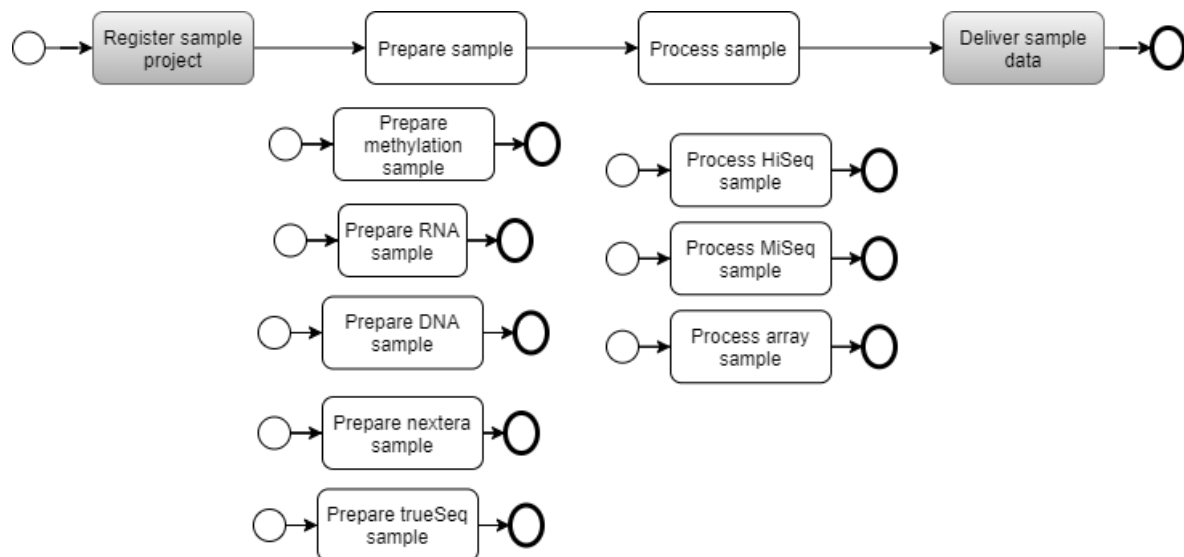 Register sample
project
Prepare sample
Process sample
Deliver sample
data
Prepare
methylation
sample
Prepare RNA
sample
Prepare DNA
sample
Prepare nextera
sample
Prepare trueSeq
sample
Process HiSeq
sample
Process MiSeq
sample
Process array
sample